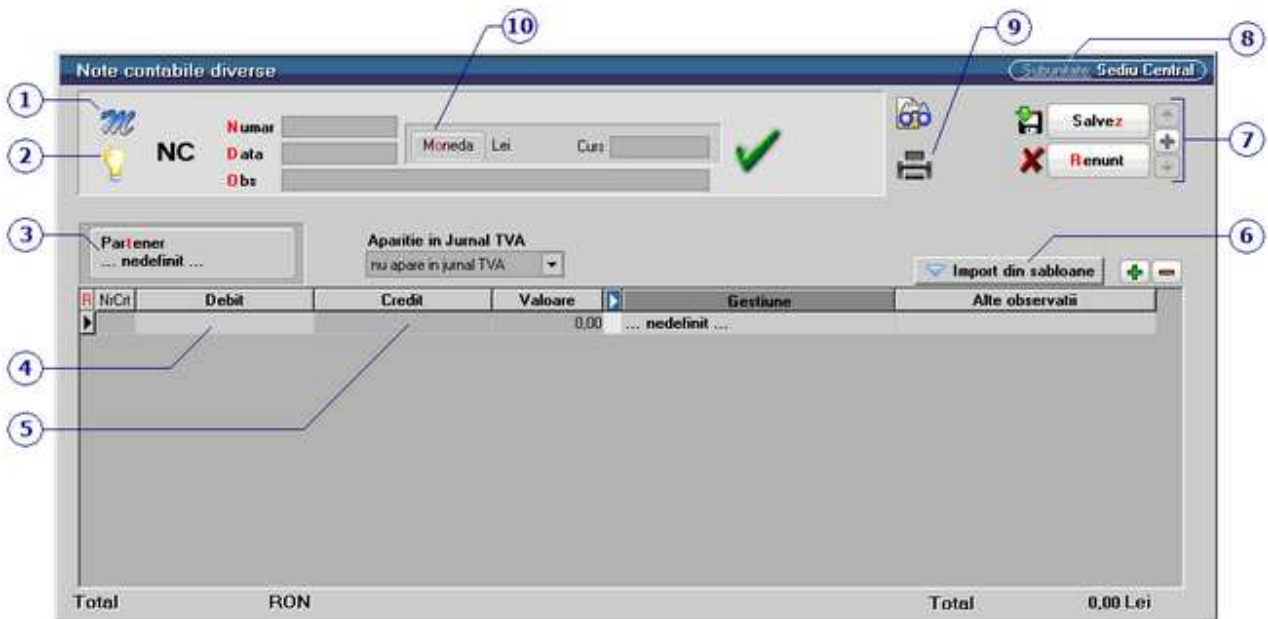 10
9
8
Note contabile diverse
Subunitate Sediu Central
1
Numar
Salvez
NC
Data
Moneda Lei Curs
7
2
Renunt
Obs
3
Partener
... nedefinit ...
Aparitie in Jurnal TVA
nu apare in jurnal TVA
6
Import din sabloane
R NrCrt Debit Credit Valoare Gestiune Alte observatii
0,00 ... nedefinit ...
4
5
Total RON Total 0,00 Lei